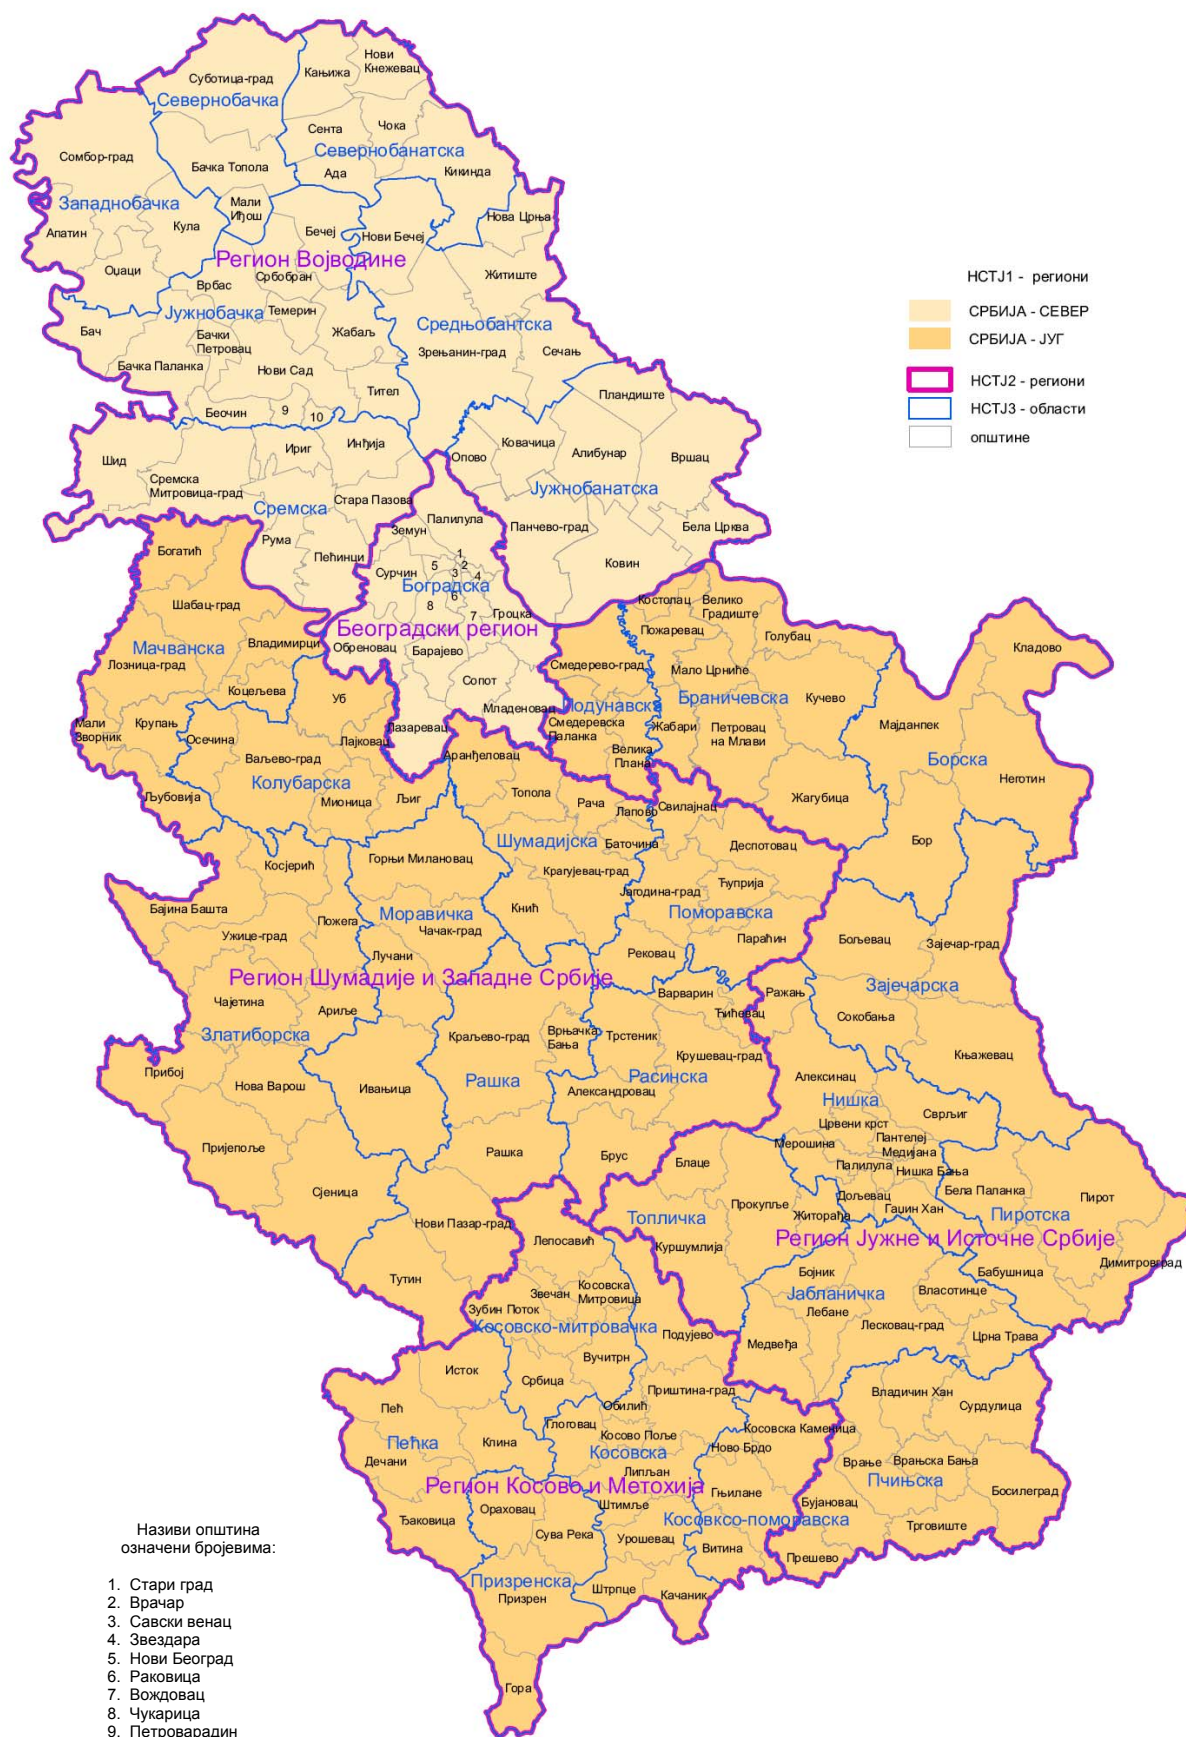 Суботица-град
Кањижа
Нови
Кнежевац
Севернобачка
Сента
Чока
Севернобанатска
Сомбор-град
Бачка Топола
Ада
Кикинда
Западнобачка
Мали
Иђош
Апатин
Кула
Бечеј
Нови Бечеј
Нова Црња
Регион Војводине
Оџаци
Србобран
Житиште
Врбас
Јужнобачка
Темерин
Средњобантска
Бач
Бачки
Петровац
Жабаљ
Зрењанин-град
Сечањ
Бачка Паланка
Нови Сад
Тител
Пландиште
Беочин
9
10
Шид
Ириг
Инђија
Опово
Ковачица
Алибунар
Вршац
Сремска
Митровица-град
Стара Пазова
Јужнобанатска
Сремска
Палилула
Земун
Панчево-град
Бела Црква
Рума
Пећинци
Ковин
Сурчин
1
2
3
4
5
6
7
8
Боградска
Гроцка
Београдски регион
Обреновац
Барајево
Сопот
Младеновац
Лазаревац
Богатић
Шабац-град
Мачванска
Владимирци
Лозница-град
Коцељева
Уб
Мали
Зворник
Крупањ
Осечина
Ваљево-град
Лајковац
Колубарска
Љубовија
Мионица
Љиг
Костолац
Велико
Градиште
Пожаревац
Голубац
Смедерево-град
Мало Црниће
Подунавска
Браничевска
Кучево
Смедеревска
Паланка
Жабари
Петровац
на Млави
Велика
Плана
Жагубица
Кладово
Мајданпек
Борска
Неготин
Бор
Аранђеловац
Топола
Рача
Лапово
Свилајнац
Шумадијска
Баточина
Деспотовац
Косјерић
Горњи Милановац
Крагујевац-град
Јагодина-град
Ћуприја
Бајина Башта
Пожега
Моравичка
Кнић
Поморавска
Ужице-град
Чачак-град
Параћин
Лучани
Рековац
Бољевац
Зајечар-град
Регион Шумадије и Западне Србије
Зајечарска
Чајетина
Ариље
Варварин
Ћићевац
Ражањ
Сокобања
Златиборска
Краљево-град
Врњачка
Бања
Трстеник
Крушевац-град
Књажевац
Прибој
Нова Варош
Ивањица
Рашка
Расинска
Александровац
Алексинац
Нишка
Сврљиг
Црвени крст
Пријепоље
Рашка
Брус
Блаце
Мерошина
Пантелеј
Медијана
Палилула
Нишка Бања
Сјеница
Бела Паланка
Пирот
Прокупље
Дољевац
Гаџин Хан
Житорађа
Пиротска
Нови Пазар-град
Топличка
Регион Јужне и Источне Србије
Лепосавић
Куршумлија
Димитровград
Тутин
Бојник
Бабушница
Звечан
Косовска
Митровица
Јабланичка
Власотинце
Зубин Поток
Лебане
Косовско-митровачка
Подујево
Медвеђа
Лесковац-град
Црна Трава
Исток
Вучитрн
Србица
Приштина-град
Владичин Хан
Сурдулица
Пећ
Обилић
Глоговац
Косово Поље
Косовска Каменица
Пећка
Клина
Косовска
Ново Брдо
Врање
Врањска Бања
Дечани
Липљан
Пчињска
Регион Косово и Метохија
Гњилане
Босилеград
Ораховац
Штимље
Бујановац
Ђаковица
Косовксо-поморавска
Трговиште
Сува Река
Урошевац
Витина
Прешево
Призренска
Призрен
Штрпце
Качаник
Гора
НСТЈ1 - региони
СРБИЈА - СЕВЕР
СРБИЈА - ЈУГ
НСТЈ2 - региони
НСТЈ3 - области
општине
Називи општина
означени бројевима:
1. Стари град
2. Врачар
3. Савски венац
4. Звездара
5. Нови Београд
6. Раковица
7. Вождовац
8. Чукарица
9. Петроварадин